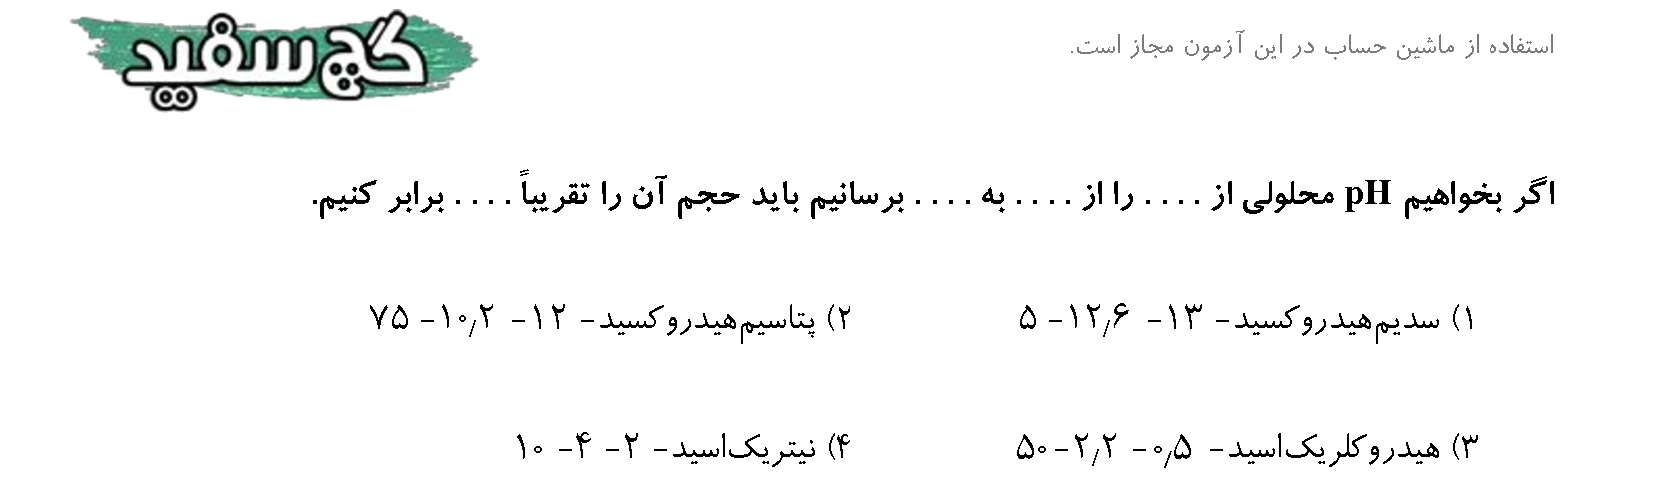 گچ سفید
استفاده از ماشین حساب در این آزمون مجاز است.
اگر بخواهیم pH محلولی از . . . . را از . . . . به . . . . برسانیم باید حجم آن را تقریباً . . . . برابر کنیم.
۱) سدیم‌هیدروکسید - ۱۳ - ۱۲٫۶ - ۵
۲) پتاسیم‌هیدروکسید - ۱۲ - ۱۰٫۲ - ۷۵
۳) هیدروکلریک‌اسید - ۰٫۵ - ۲٫۲ - ۵۰
۴) نیتریک‌اسید - ۲ - ۴ - ۱۰